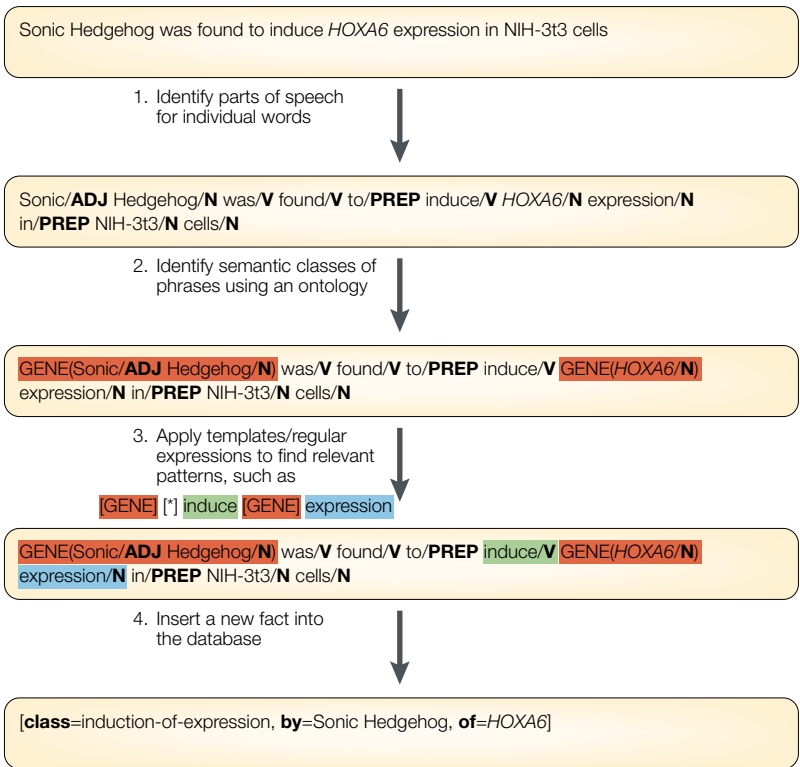 Sonic Hedgehog was found to induce HOXA6 expression in NIH-3t3 cells
1. Identify parts of speech
for individual words
Sonic/ADJ Hedgehog/N was/V found/V to/PREP induce/V HOXA6/N expression/N
in/PREP NIH-3t3/N cells/N
2. Identify semantic classes of
phrases using an ontology
GENE(Sonic/ADJ Hedgehog/N) was/V found/V to/PREP induce/V GENE(HOXA6/N)
expression/N in/PREP NIH-3t3/N cells/N
3. Apply templates/regular
expressions to find relevant
patterns, such as
[GENE] [*] induce [GENE] expression
GENE(Sonic/ADJ Hedgehog/N) was/V found/V to/PREP induce/V GENE(HOXA6/N)
expression/N in/PREP NIH-3t3/N cells/N
4. Insert a new fact into
the database
[class=induction-of-expression, by=Sonic Hedgehog, of=HOXA6]